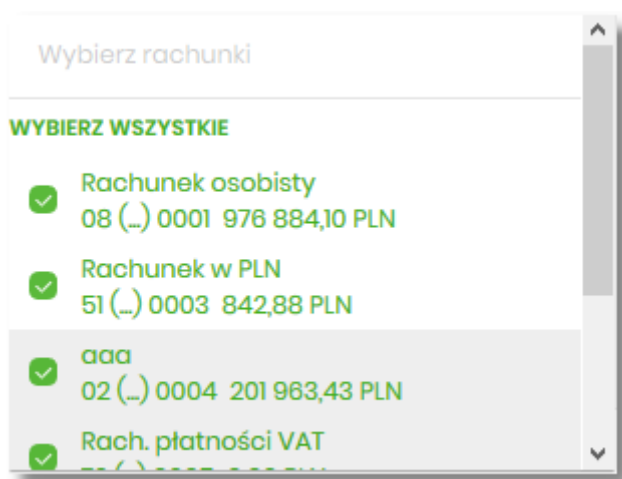 Wybierz rachunki
WYBIERZ WSZYSTKIE
Rachunek osobisty
08 (...) 0001 976 884,10 PLN
Rachunek w PLN
51 (...) 0003 842,88 PLN
aaa
02 (...) 0004 201 963,43 PLN
Rach. płatności VAT